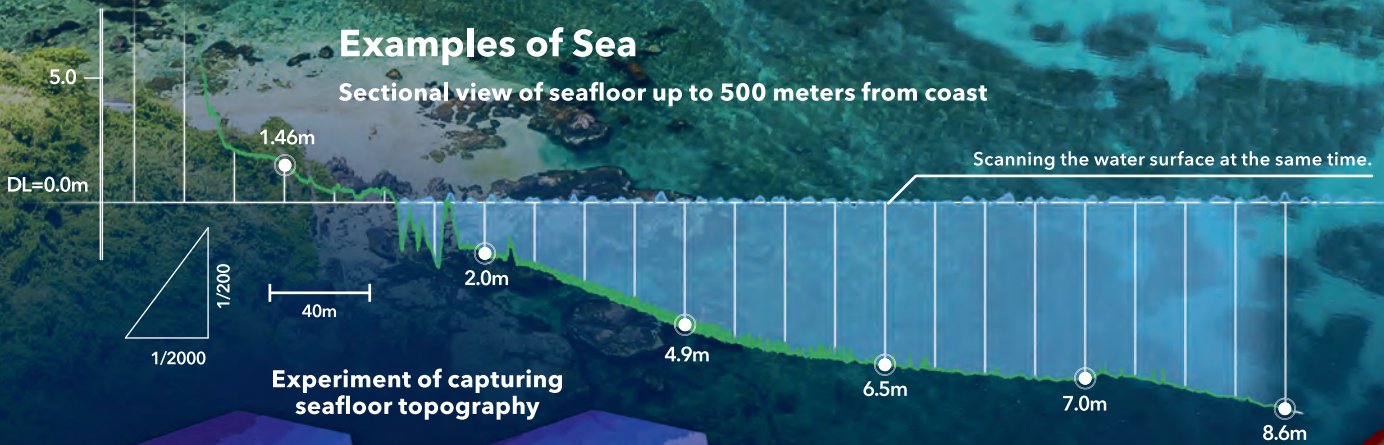 Examples of Sea
Sectional view of seafloor up to 500 meters from coast
5.0
1.46m
Scanning the water surface at the same time.
DL=0.0m
2.0m
1/200
40m
4.9m
1/2000
6.5m
7.0m
8.6m
Experiment of capturing
seafloor topography